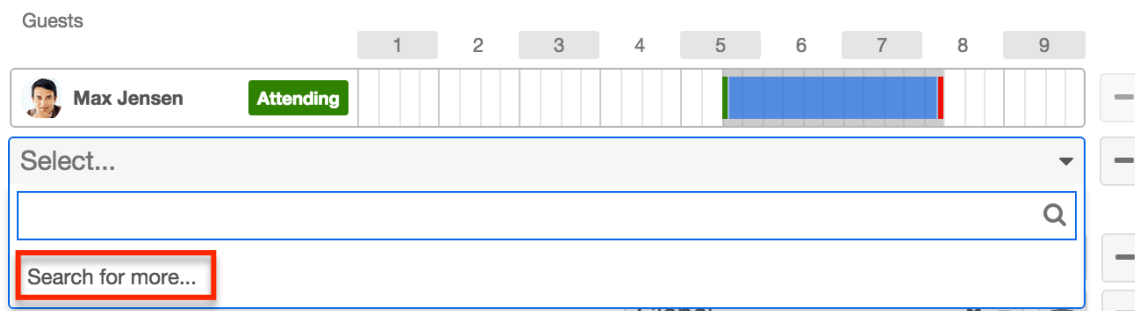 Guests
1 2 3 4 5 6 7 8 9
Max Jensen Attending
Select...
Search for more...